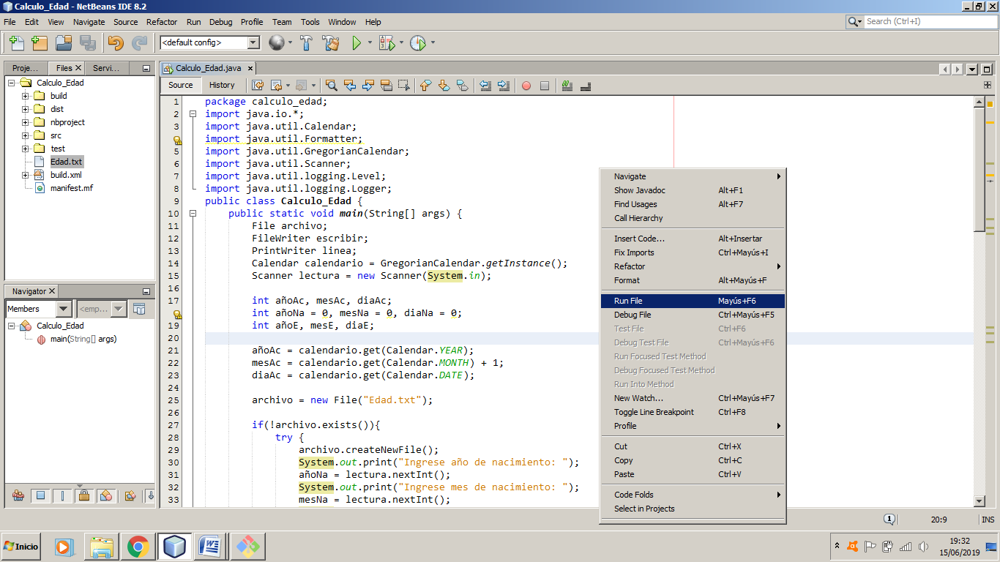 Calculo_Edad - NetBeans IDE 8.2
File Edit View Navigate Source Refactor Run Debug Profile Team Tools Window Help
Search (Ctrl+I)
<default config>
Proje... Files Servi...
Calculo_Edad
build
dist
nbproject
src
test
Edad.txt
build.xml
manifest.mf
Navigator
Members <emp...
Calculo_Edad
main(String[] args)
Calculo_Edad.java
Source History
1 package calculo_edad;
2 import java.io.*;
3 import java.util.Calendar;
import java.util.Formatter;
5 import java.util.GregorianCalendar;
6 import java.util.Scanner;
7 import java.util.logging.Level;
8 import java.util.logging.Logger;
9 public class Calculo_Edad {
10 public static void main(String[] args) {
11 File archivo;
12 FileWriter escribir;
13 PrintWriter linea;
14 Calendar calendario = GregorianCalendar.getInstance();
15 Scanner lectura = new Scanner(System.in);
16
17 int añoAc, mesAc, diaAc;
int añoNa = 0, mesNa = 0, diaNa = 0;
19 int añoE, mesE, diaE;
20
21 añoAc = calendario.get(Calendar.YEAR);
22 mesAc = calendario.get(Calendar.MONTH) + 1;
23 diaAc = calendario.get(Calendar.DATE);
24
25 archivo = new File("Edad.txt");
26
27 if(!archivo.exists()){
28 try {
29 archivo.createNewFile();
30 System.out.print("Ingrese año de nacimiento: ");
31 añoNa = lectura.nextInt();
32 System.out.print("Ingrese mes de nacimiento: ");
33 mesNa = lectura.nextInt();
Navigate
Show Javadoc Alt+F1
Find Usages Alt+F7
Call Hierarchy
Insert Code... Alt+Insertar
Fix Imports Ctrl+Mayús+I
Refactor
Format Alt+Mayús+F
Run File Mayús+F6
Debug File Ctrl+Mayús+F5
Test File Ctrl+F6
Debug Test File Ctrl+Mayús+F6
Run Focused Test Method
Debug Focused Test Method
Run Into Method
New Watch... Ctrl+Mayús+F7
Toggle Line Breakpoint Ctrl+F8
Profile
Cut Ctrl+X
Copy Ctrl+C
Paste Ctrl+V
Code Folds
Select in Projects
1 20:9 INS
Inicio
19:32
15/06/2019